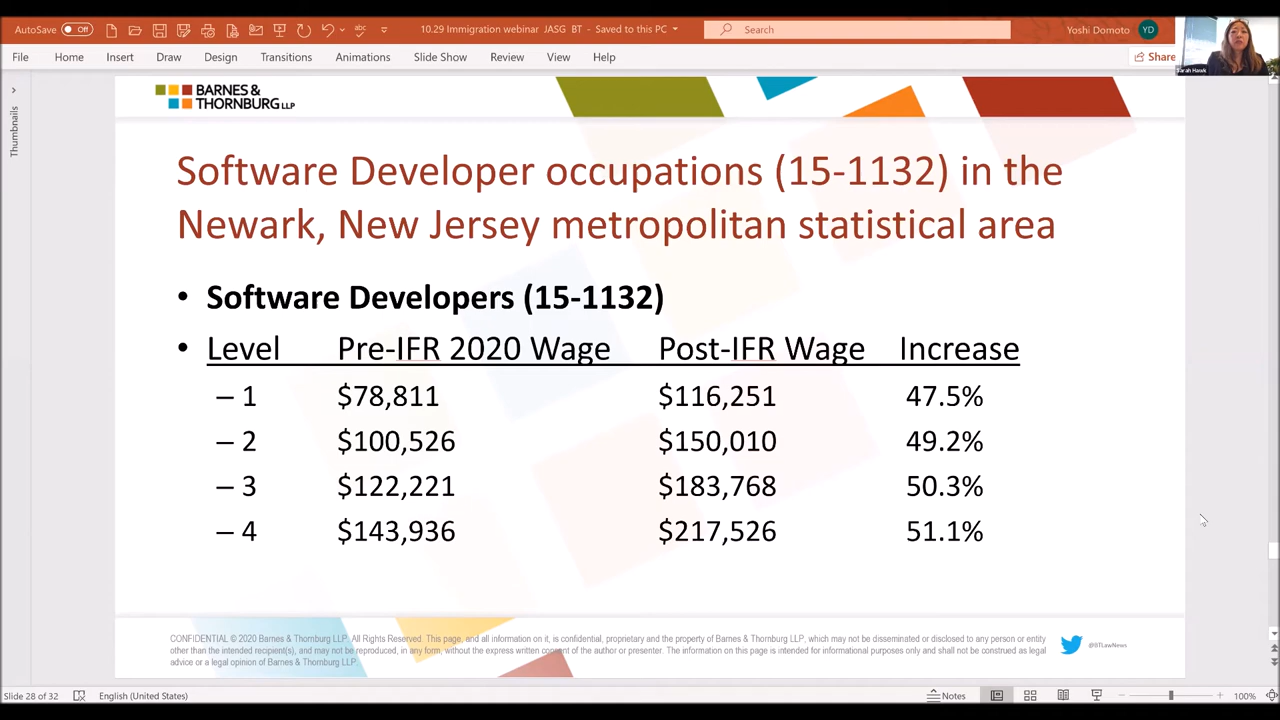 AutoSave Off 10.29 Immigration webinar JASG BT - Saved to this PC Search Yoshi Domoto YD
File Home Insert Draw Design Transitions Animations Slide Show Review View Help Share
Sarah Hawk
Thumbnails
BARNES &
THORNBURG LLP
Software Developer occupations (15-1132) in the
Newark, New Jersey metropolitan statistical area
• Software Developers (15-1132)
• Level Pre-IFR 2020 Wage Post-IFR Wage Increase
– 1 $78,811 $116,251 47.5%
– 2 $100,526 $150,010 49.2%
– 3 $122,221 $183,768 50.3%
– 4 $143,936 $217,526 51.1%
CONFIDENTIAL © 2020 Barnes & Thornburg LLP. All Rights Reserved. This page, and all information on it, is confidential, proprietary and the property of Barnes & Thornburg LLP, which may not be disseminated or disclosed to any person or entity
other than the intended recipient(s), and may not be reproduced, in any form, without the express written consent of the author or presenter. The information on this page is intended for informational purposes only and shall not be construed as legal
advice or a legal opinion of Barnes & Thornburg LLP.
@BTLawNews
Slide 28 of 32 English (United States) Notes 100%